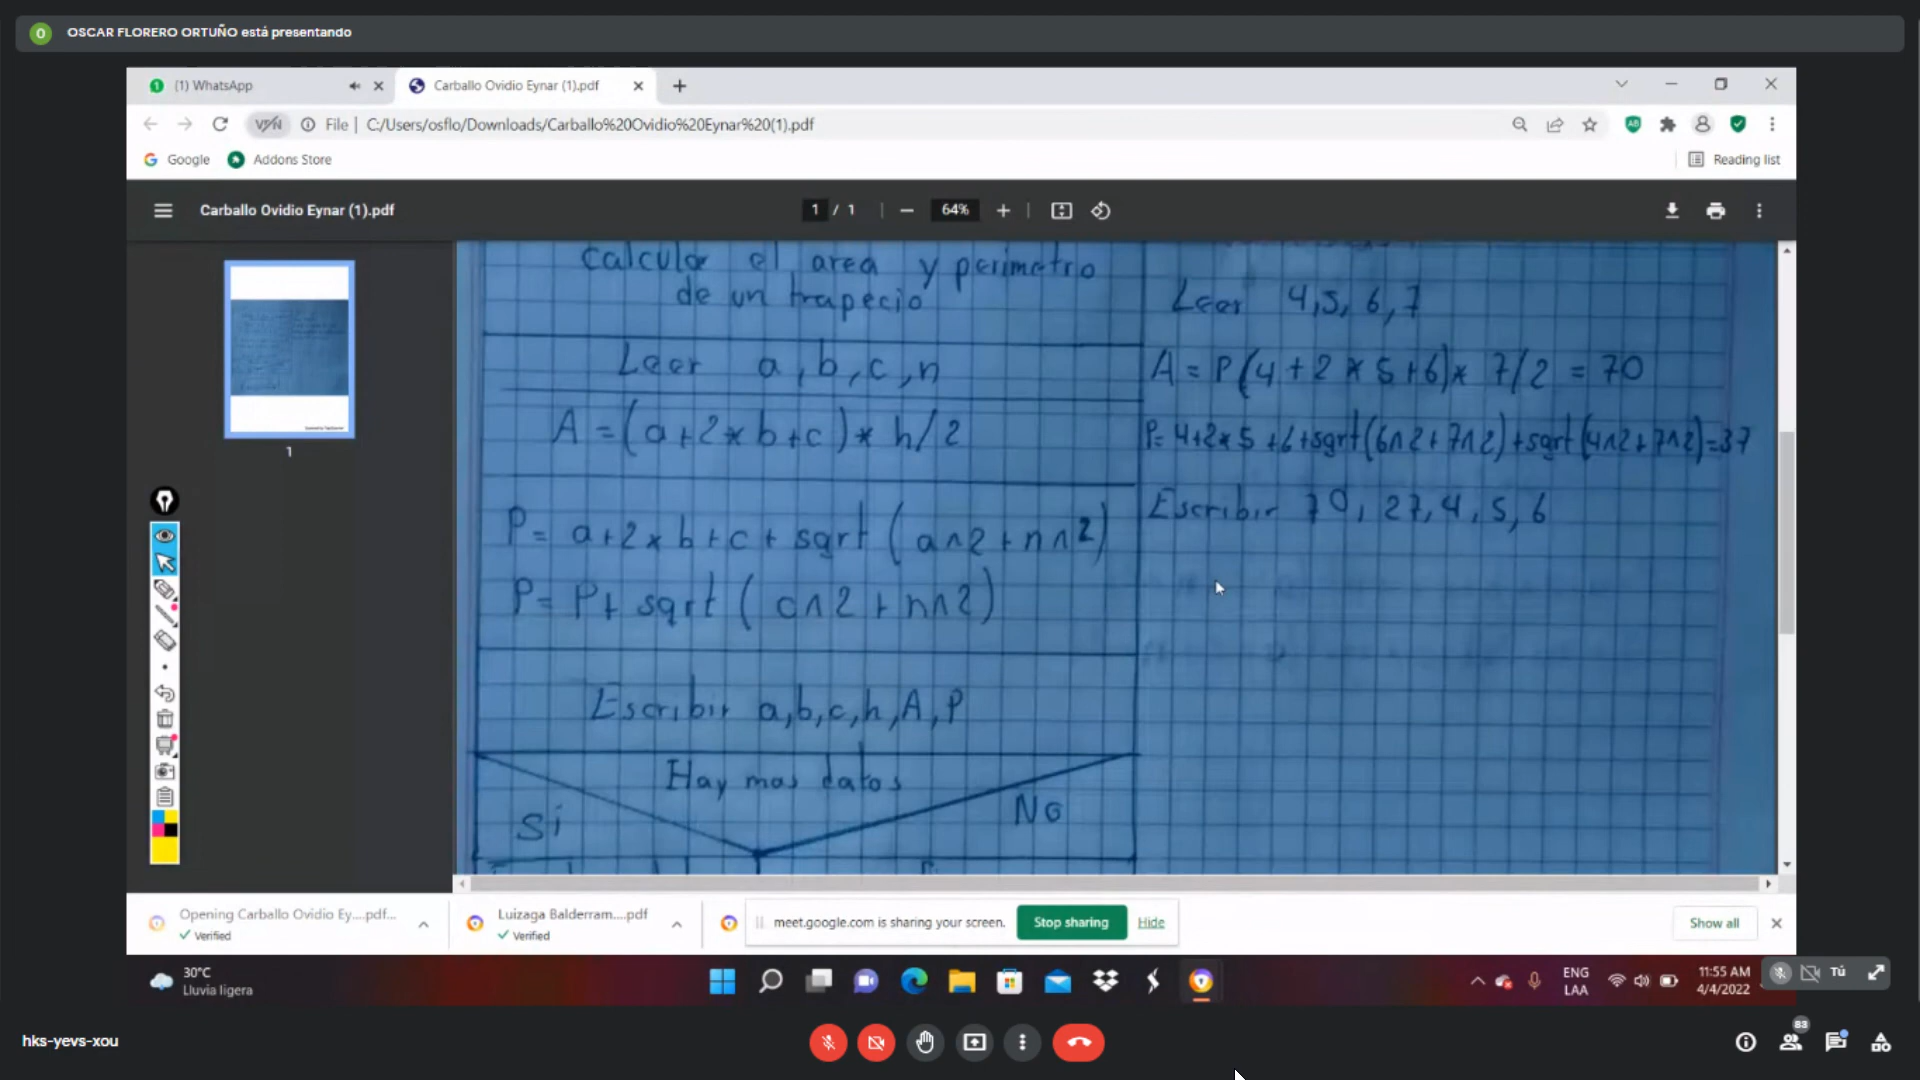 O OSCAR FLORERO ORTUÑO está presentando
(1) WhatsApp
Carballo Ovidio Eynar (1).pdf
VPN File | C:/Users/osflo/Downloads/Carballo%20Ovidio%20Eynar%20(1).pdf
Google Addons Store Reading list
Carballo Ovidio Eynar (1).pdf 1 / 1 64%
1
calcular el area y perimetro
de un trapecio
Leer a, b, c, h
A = (a+2*b+c)* h/2
P= a+2*b+c+sqrt (a^2+h^2)
P= P+ sqrt (c^2+h^2)
Escribir a,b,c,h,A,P
Hay mas datos
Si
No
Leer 4,5,6,7
A = P(4+2*5+6)* 7/2 = 70
P= 4+2*5+6+sqrt(6^2+7^2)+sqrt(4^2+7^2)=37
Escribir 70, 27, 4, 5, 6
Opening Carballo Ovidio Ey....pdf...
Verified
Luizaga Balderram....pdf
Verified
meet.google.com is sharing your screen. Stop sharing Hide
Show all
30°C
Lluvia ligera
ENG
LAA
11:55 AM
4/4/2022
Tú
hks-yevs-xou
83